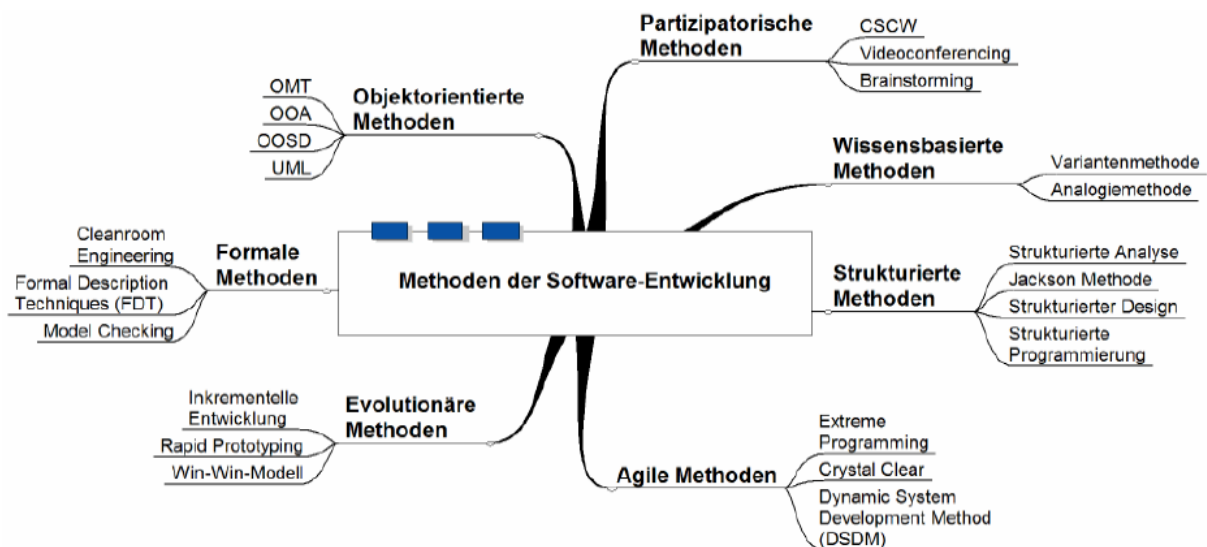 Methoden der Software-Entwicklung
Partizipatorische
Methoden
CSCW
Videoconferencing
Brainstorming
Wissensbasierte
Methoden
Variantenmethode
Analogiemethode
Strukturierte
Methoden
Strukturierte Analyse
Jackson Methode
Strukturierter Design
Strukturierte
Programmierung
Agile Methoden
Extreme
Programming
Crystal Clear
Dynamic System
Development Method
(DSDM)
Evolutionäre
Methoden
Inkrementelle
Entwicklung
Rapid Prototyping
Win-Win-Modell
Formale
Methoden
Cleanroom
Engineering
Formal Description
Techniques (FDT)
Model Checking
Objektorientierte
Methoden
OMT
OOA
OOSD
UML